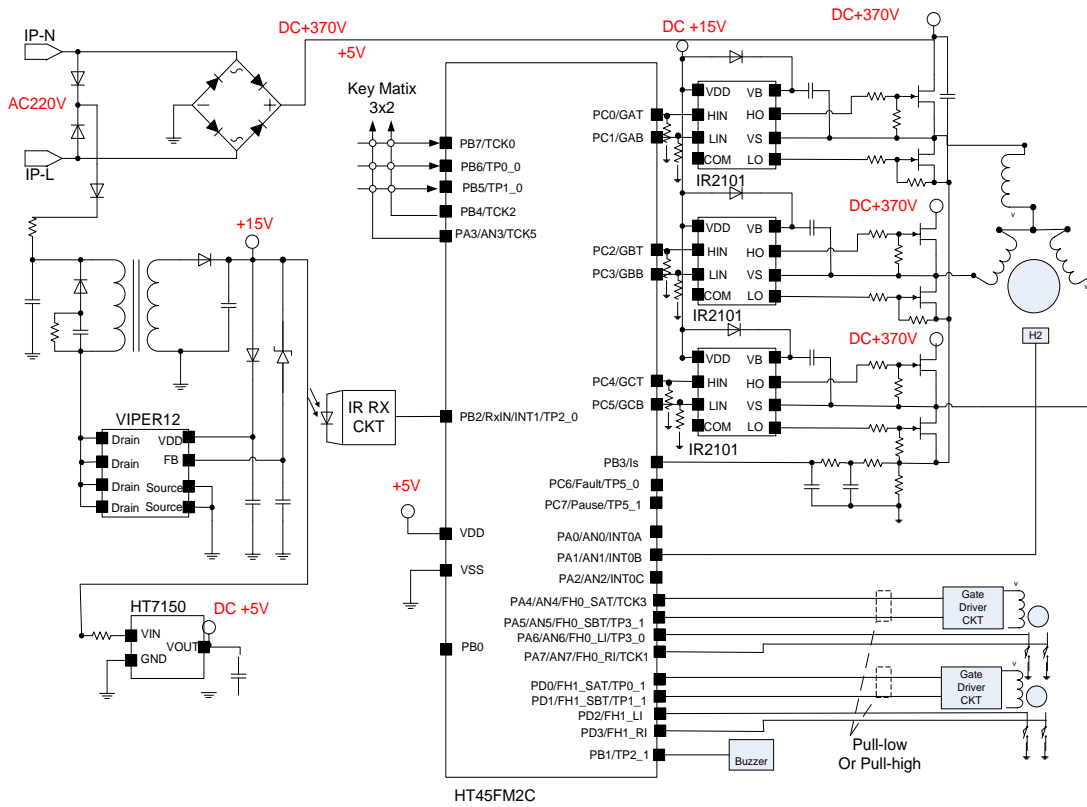 IP-N
AC220V
IP-L
DC+370V
+5V
Key Matix
3x2
PB7/TCK0
PB6/TP0_0
PB5/TP1_0
PB4/TCK2
PA3/AN3/TCK5
+15V
VIPER12
Drain
Drain
Drain
Drain
VDD
FB
Source
Source
IR RX
CKT
PB2/RxIN/INT1/TP2_0
+5V
VDD
VSS
PB0
HT7150
DC +5V
VIN
GND
VOUT
HT45FM2C
DC +15V
DC+370V
PC0/GAT
PC1/GAB
VDD
HIN
LIN
COM
VB
HO
VS
LO
IR2101
DC+370V
PC2/GBT
PC3/GBB
VDD
HIN
LIN
COM
VB
HO
VS
LO
IR2101
DC+370V
PC4/GCT
PC5/GCB
VDD
HIN
LIN
COM
VB
HO
VS
LO
IR2101
v
v
H2
PB3/Is
PC6/Fault/TP5_0
PC7/Pause/TP5_1
PA0/AN0/INT0A
PA1/AN1/INT0B
PA2/AN2/INT0C
PA4/AN4/FH0_SAT/TCK3
PA5/AN5/FH0_SBT/TP3_1
PA6/AN6/FH0_LI/TP3_0
PA7/AN7/FH0_RI/TCK1
Gate
Driver
CKT
v
PD0/FH1_SAT/TP0_1
PD1/FH1_SBT/TP1_1
PD2/FH1_LI
PD3/FH1_RI
Gate
Driver
CKT
v
PB1/TP2_1
Buzzer
Pull-low
Or Pull-high